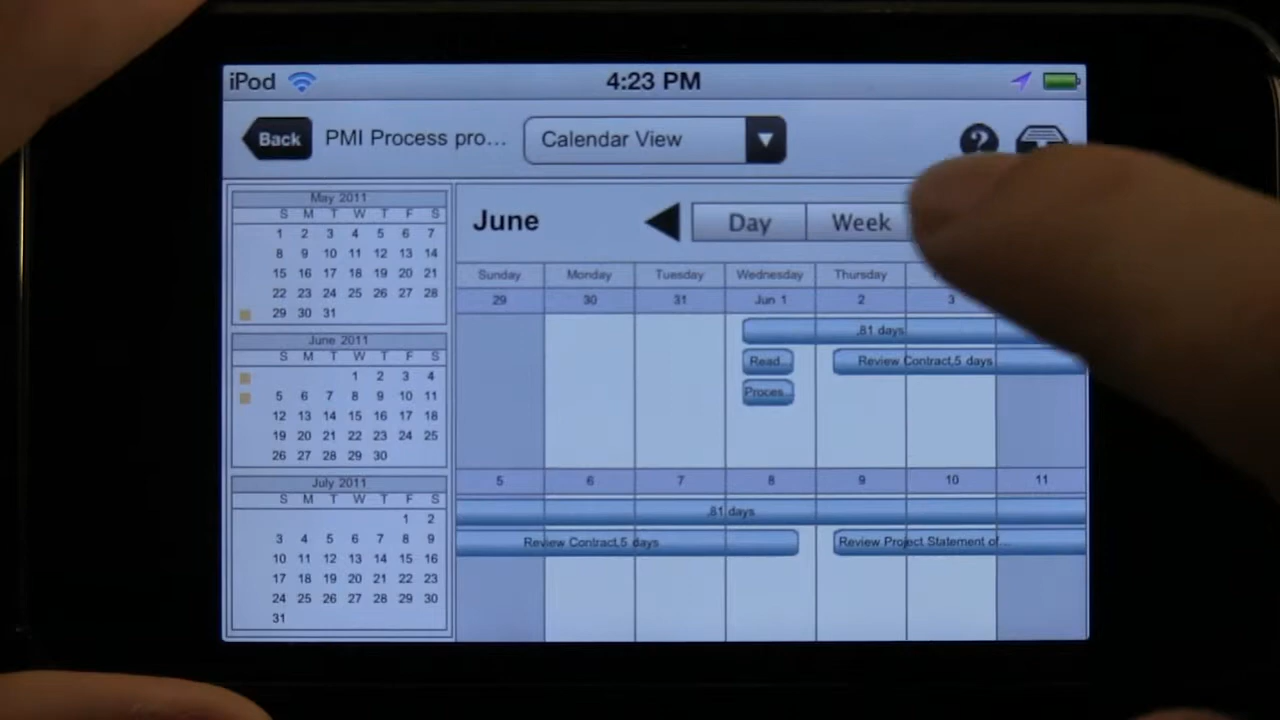 iPod 4:23 PM
Back PMI Process pro... Calendar View ?
May 2011
S M T W T F S
1 2 3 4 5 6 7
8 9 10 11 12 13 14
15 16 17 18 19 20 21
22 23 24 25 26 27 28
29 30 31
June 2011
S M T W T F S
1 2 3 4
5 6 7 8 9 10 11
12 13 14 15 16 17 18
19 20 21 22 23 24 25
26 27 28 29 30
July 2011
S M T W T F S
1 2
3 4 5 6 7 8 9
10 11 12 13 14 15 16
17 18 19 20 21 22 23
24 25 26 27 28 29 30
31
June Day Week
Sunday Monday Tuesday Wednesday Thursday
29 30 31 Jun 1 2 3
,81 days
Read... Review Contract,5 days
Proces...
5 6 7 8 9 10 11
,81 days
Review Contract,5 days Review Project Statement of...